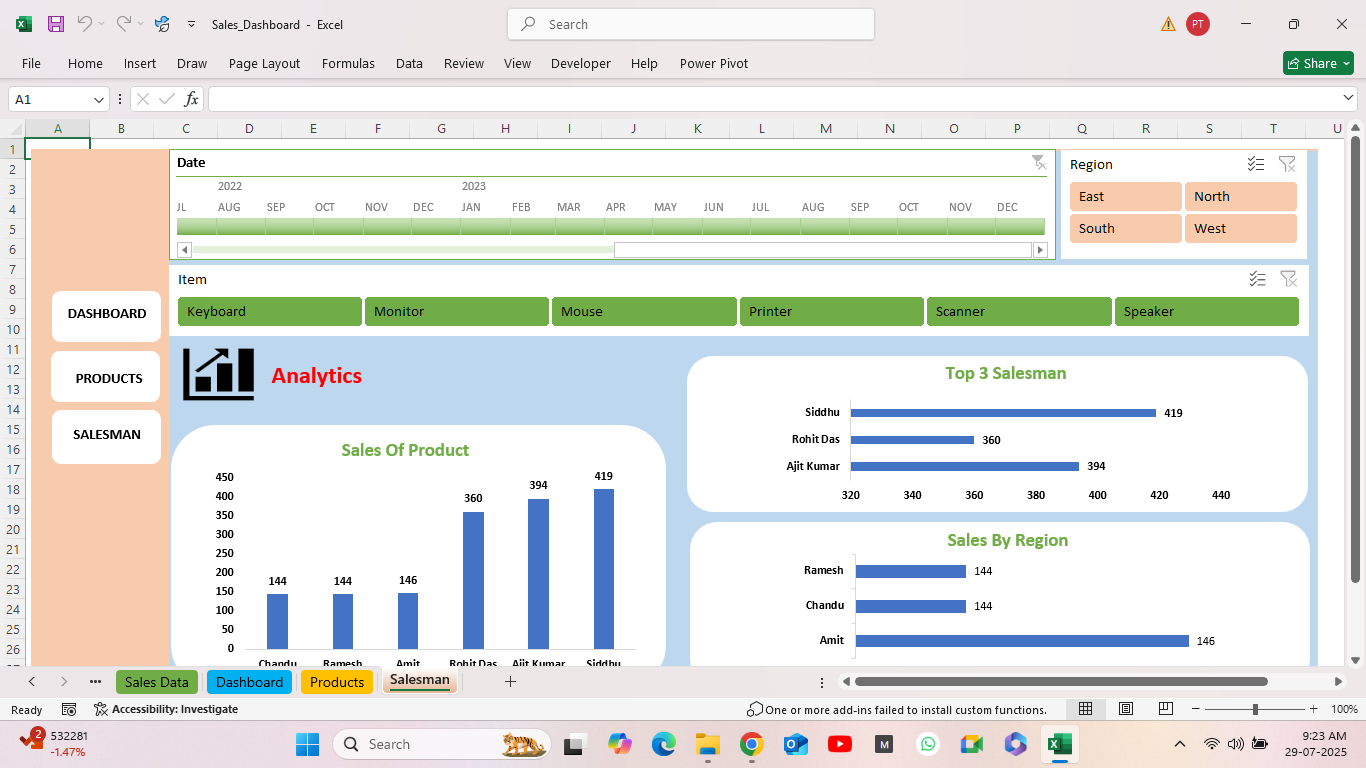 Sales_Dashboard - Excel
Search
PT
File Home Insert Draw Page Layout Formulas Data Review View Developer Help Power Pivot
Share
A1
fx
A B C D E F G H I J K L M N O P Q R S T U
1
2
3
4
5
6
7
8
9
10
11
12
13
14
15
16
17
18
19
20
21
22
23
24
25
26
DASHBOARD
PRODUCTS
SALESMAN
Date
2022 2023
JL AUG SEP OCT NOV DEC JAN FEB MAR APR MAY JUN JUL AUG SEP OCT NOV DEC
Region
East North
South West
Item
Keyboard Monitor Mouse Printer Scanner Speaker
Analytics
Sales Of Product
450
400
350
300
250
200
150
100
50
0
144 144 146 360 394 419
Chandu Ramesh Amit Rohit Das Ajit Kumar Siddhu
Top 3 Salesman
Siddhu 419
Rohit Das 360
Ajit Kumar 394
320 340 360 380 400 420 440
Sales By Region
Ramesh 144
Chandu 144
Amit 146
Sales Data Dashboard Products Salesman
Ready Accessibility: Investigate One or more add-ins failed to install custom functions. 100%
2
532281
-1.47%
Search
M
9:23 AM
29-07-2025